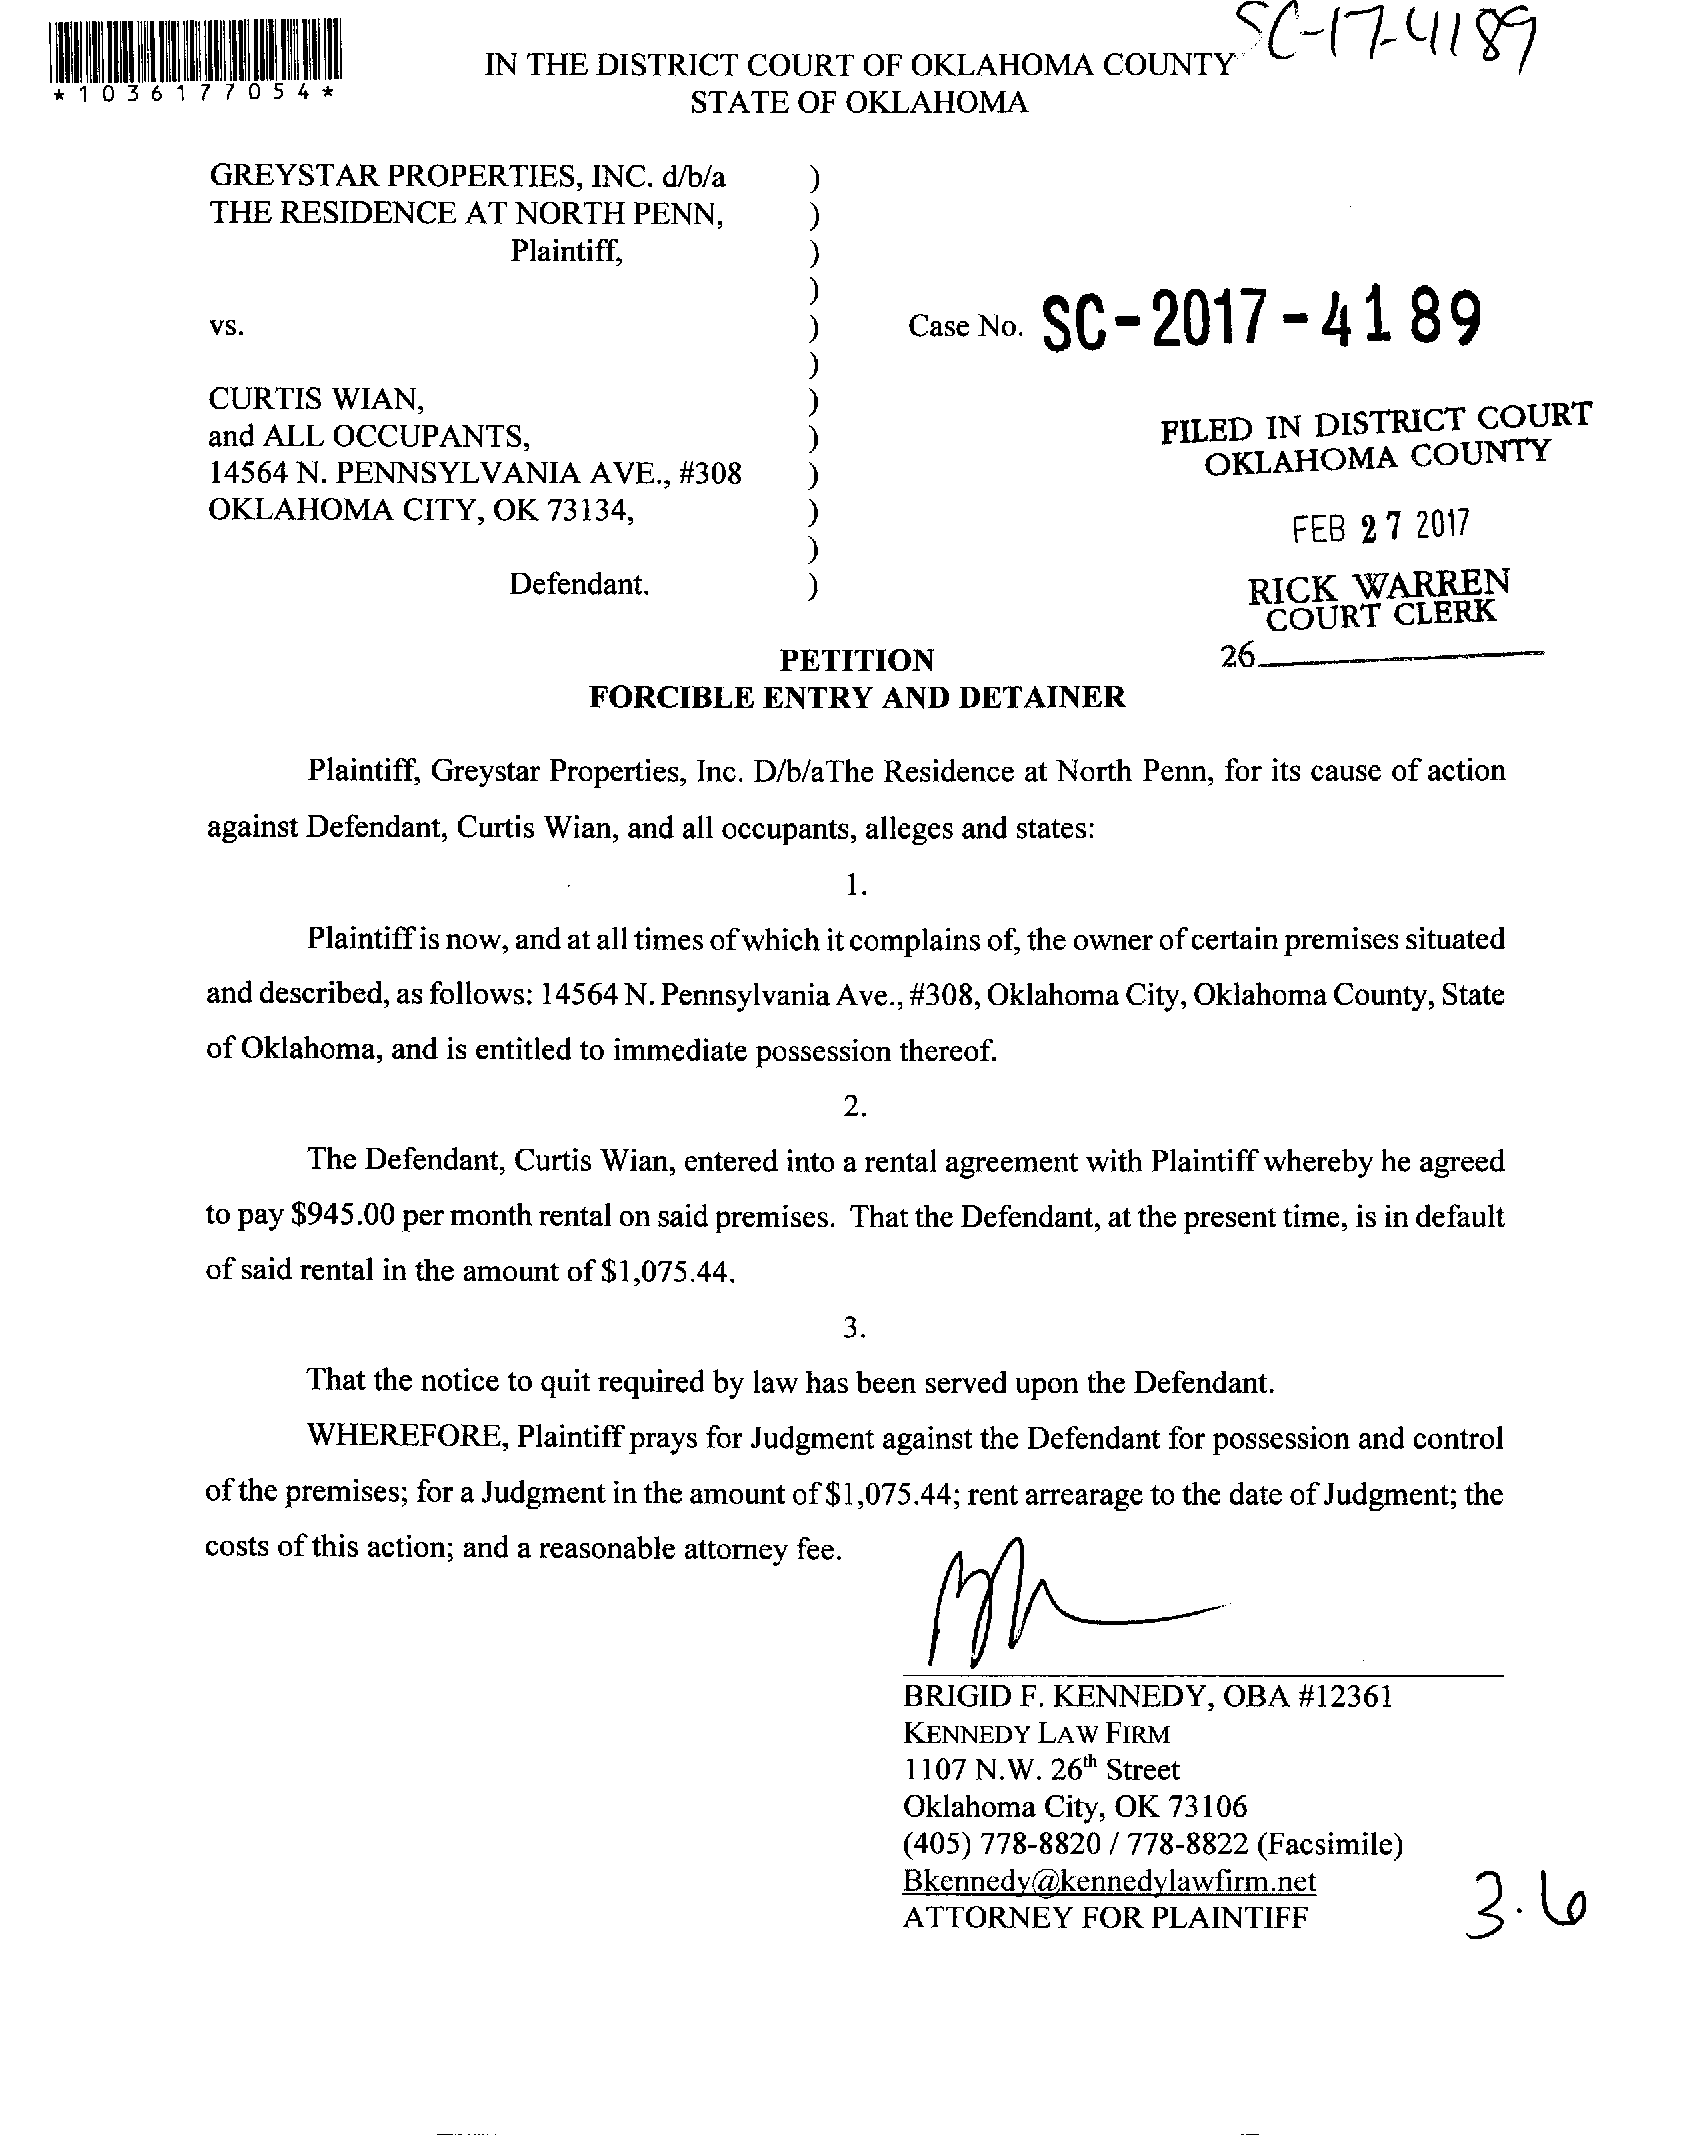 SC-17-4189
*1036177054*
IN THE DISTRICT COURT OF OKLAHOMA COUNTY
STATE OF OKLAHOMA
GREYSTAR PROPERTIES, INC. d/b/a )
THE RESIDENCE AT NORTH PENN, )
Plaintiff, )
)
vs. ) Case No. SC-2017-4189
)
CURTIS WIAN, )
and ALL OCCUPANTS, )
14564 N. PENNSYLVANIA AVE., #308 )
OKLAHOMA CITY, OK 73134, )
)
Defendant. )
FILED IN DISTRICT COURT
OKLAHOMA COUNTY
FEB 27 2017
RICK WARREN
COURT CLERK
26
PETITION
FORCIBLE ENTRY AND DETAINER
Plaintiff, Greystar Properties, Inc. D/b/aThe Residence at North Penn, for its cause of action
against Defendant, Curtis Wian, and all occupants, alleges and states:
1.
Plaintiff is now, and at all times of which it complains of, the owner of certain premises situated
and described, as follows: 14564 N. Pennsylvania Ave., #308, Oklahoma City, Oklahoma County, State
of Oklahoma, and is entitled to immediate possession thereof.
2.
The Defendant, Curtis Wian, entered into a rental agreement with Plaintiff whereby he agreed
to pay $945.00 per month rental on said premises. That the Defendant, at the present time, is in default
of said rental in the amount of $1,075.44.
3.
That the notice to quit required by law has been served upon the Defendant.
WHEREFORE, Plaintiff prays for Judgment against the Defendant for possession and control
of the premises; for a Judgment in the amount of $1,075.44; rent arrearage to the date of Judgment; the
costs of this action; and a reasonable attorney fee.
BRIGID F. KENNEDY, OBA #12361
KENNEDY LAW FIRM
1107 N.W. 26th Street
Oklahoma City, OK 73106
(405) 778-8820 / 778-8822 (Facsimile)
Bkennedy@kennedylawfirm.net
ATTORNEY FOR PLAINTIFF
3.6